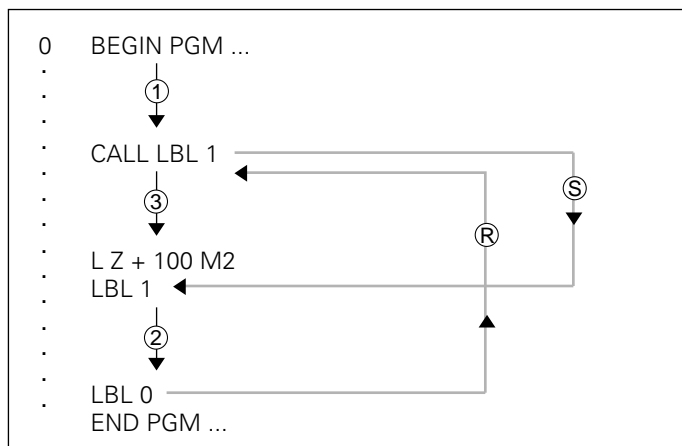 0 BEGIN PGM ...
1
CALL LBL 1
S
3
R
L Z + 100 M2
LBL 1
2
LBL 0
END PGM ...